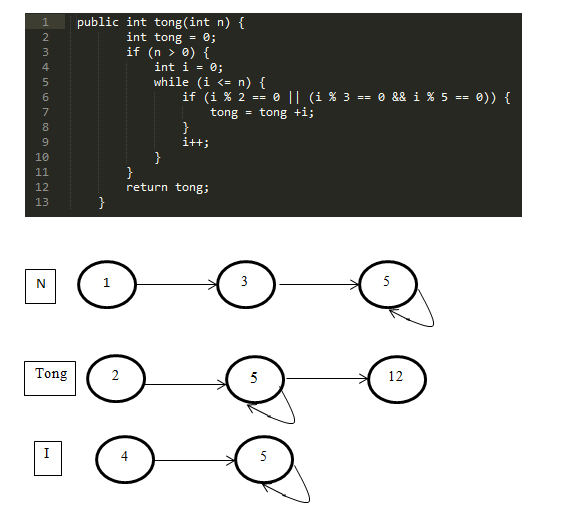 1 public int tong(int n) {
2 int tong = 0;
3 if (n > 0) {
4 int i = 0;
5 while (i <= n) {
6 if (i % 2 == 0 || (i % 3 == 0 && i % 5 == 0)) {
7 tong = tong +i;
8 }
9 i++;
10 }
11 }
12 return tong;
13 }
N 1 3 5
Tong 2 5 12
I 4 5